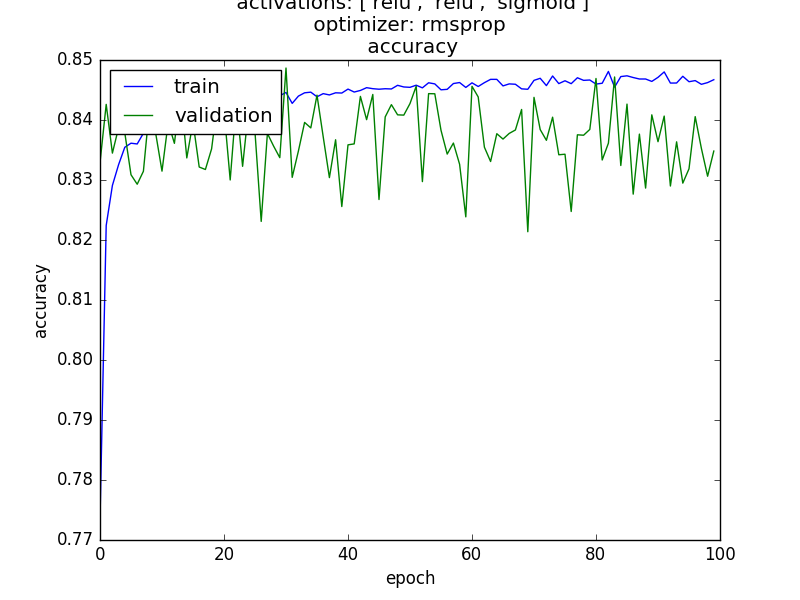 activations: ['relu', 'relu', 'sigmoid']
optimizer: rmsprop
accuracy
0.85
train
validation
0.84
0.83
0.82
0.81
accuracy
0.80
0.79
0.78
0.77
0 20 40 60 80 100
epoch